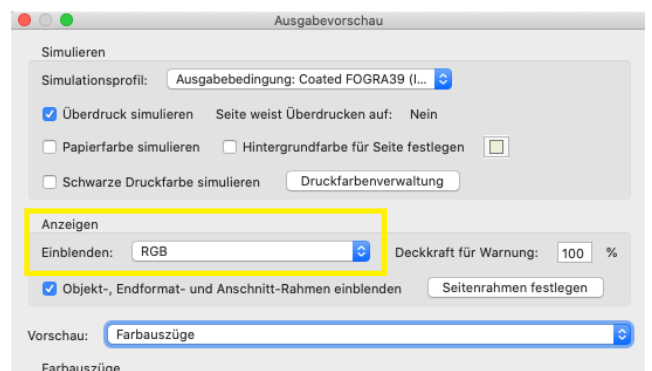 Ausgabevorschau
Simulieren
Simulationsprofil: Ausgabebedingung: Coated FOGRA39 (I...
Überdruck simulieren Seite weist Überdrucken auf: Nein
Papierfarbe simulieren Hintergrundfarbe für Seite festlegen
Schwarze Druckfarbe simulieren Druckfarbenverwaltung
Anzeigen
Einblenden: RGB Deckkraft für Warnung: 100 %
Objekt-, Endformat- und Anschnitt-Rahmen einblenden Seitenrahmen festlegen
Vorschau: Farbauszüge
Farbauszüge